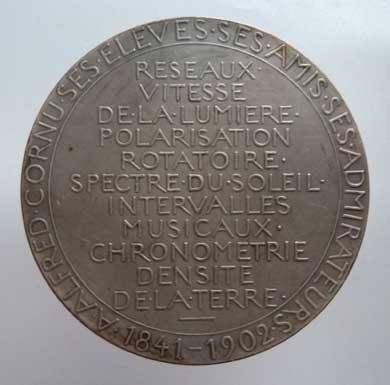 A·ALFRED·CORNU·SES·ELEVES·SES·AMIS·SES·ADMIRATEURS·
RESEAUX·
VITESSE
DE·LA·LUMIERE·
POLARISATION
ROTATOIRE·
SPECTRE·DU·SOLEIL·
INTERVALLES
MUSICAUX·
CHRONOMETRIE
DENSITE
DE·LA·TERRE·
·1841-1902·